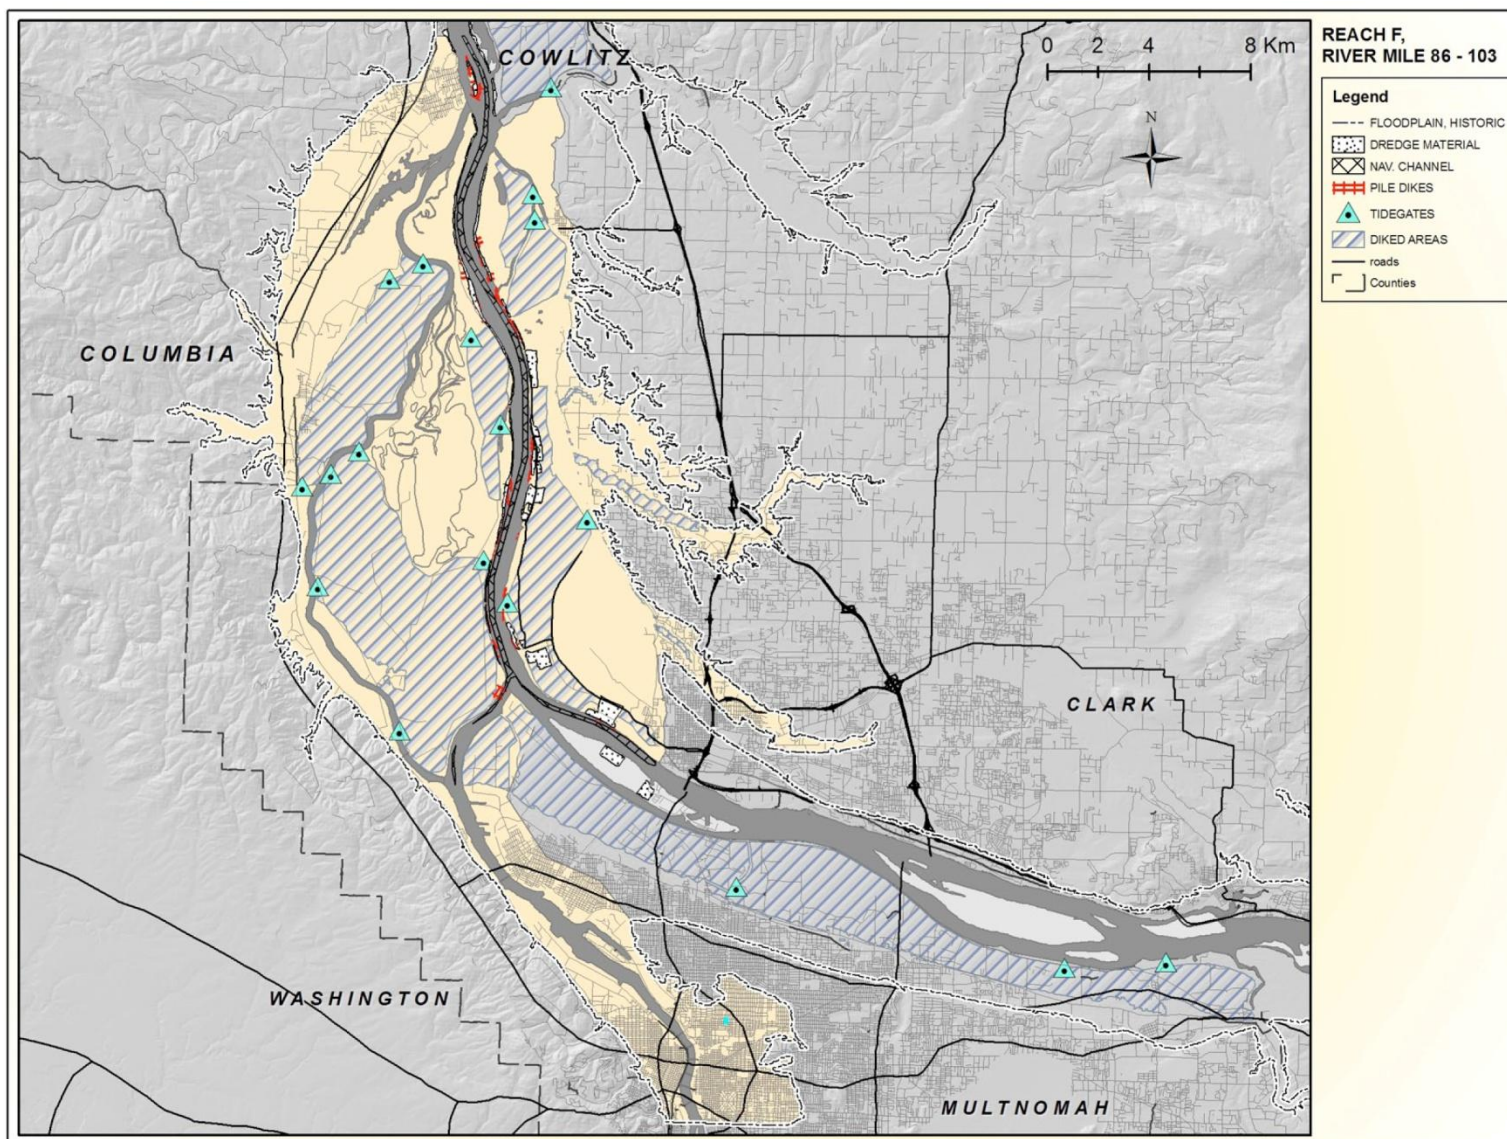 REACH F,
RIVER MILE 86 - 103
COWLITZ
0 2 4 8 Km
N
Legend
FLOODPLAIN, HISTORIC
DREDGE MATERIAL
NAV. CHANNEL
PILE DIKES
TIDEGATES
DIKED AREAS
roads
Counties
COLUMBIA
CLARK
WASHINGTON
MULTNOMAH